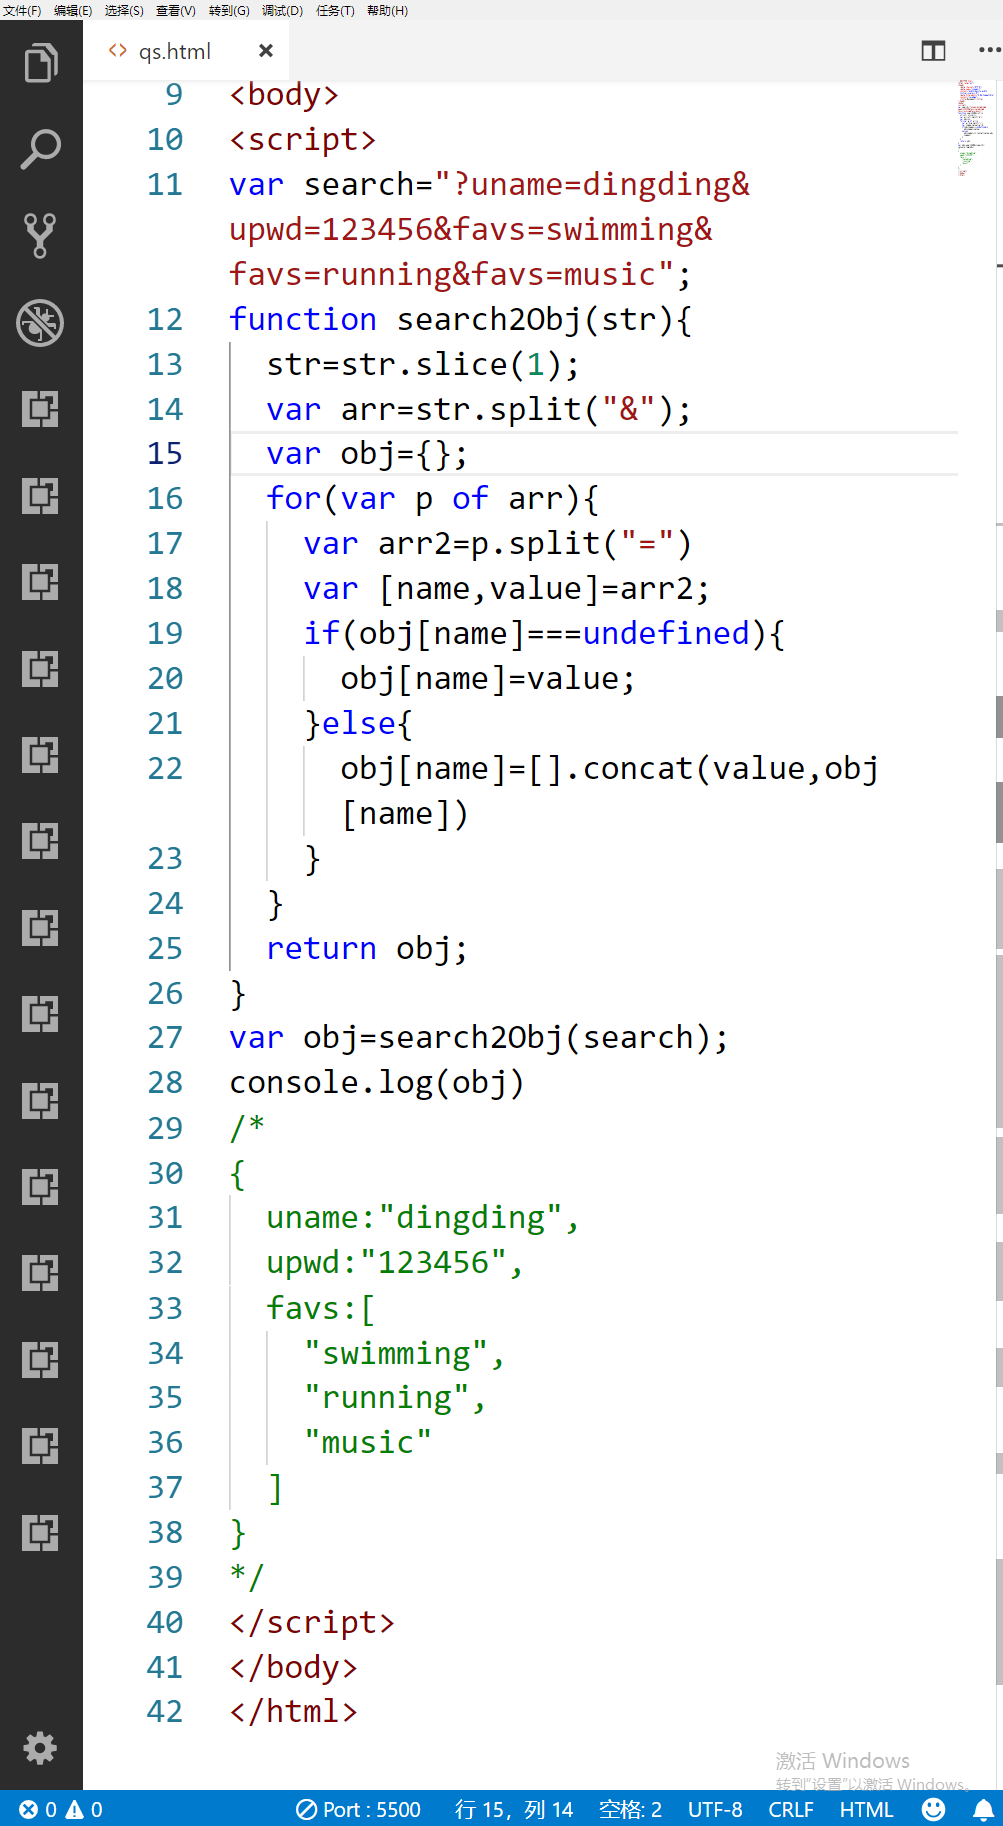 文件(F) 编辑(E) 选择(S) 查看(V) 转到(G) 调试(D) 任务(T) 帮助(H)
<> qs.html ×
9 <body>
10 <script>
11 var search="?uname=dingding&
upwd=123456&favs=swimming&
favs=running&favs=music";
12 function search2Obj(str){
13 str=str.slice(1);
14 var arr=str.split("&");
15 var obj={};
16 for(var p of arr){
17 var arr2=p.split("=")
18 var [name,value]=arr2;
19 if(obj[name]===undefined){
20 obj[name]=value;
21 }else{
22 obj[name]=[].concat(value,obj
[name])
23 }
24 }
25 return obj;
26 }
27 var obj=search2Obj(search);
28 console.log(obj)
29 /*
30 {
31 uname:"dingding",
32 upwd:"123456",
33 favs:[
34 "swimming",
35 "running",
36 "music"
37 ]
38 }
39 */
40 </script>
41 </body>
42 </html>
激活 Windows
转到"设置"以激活 Windows。
0 0 Port : 5500 行 15，列 14 空格: 2 UTF-8 CRLF HTML